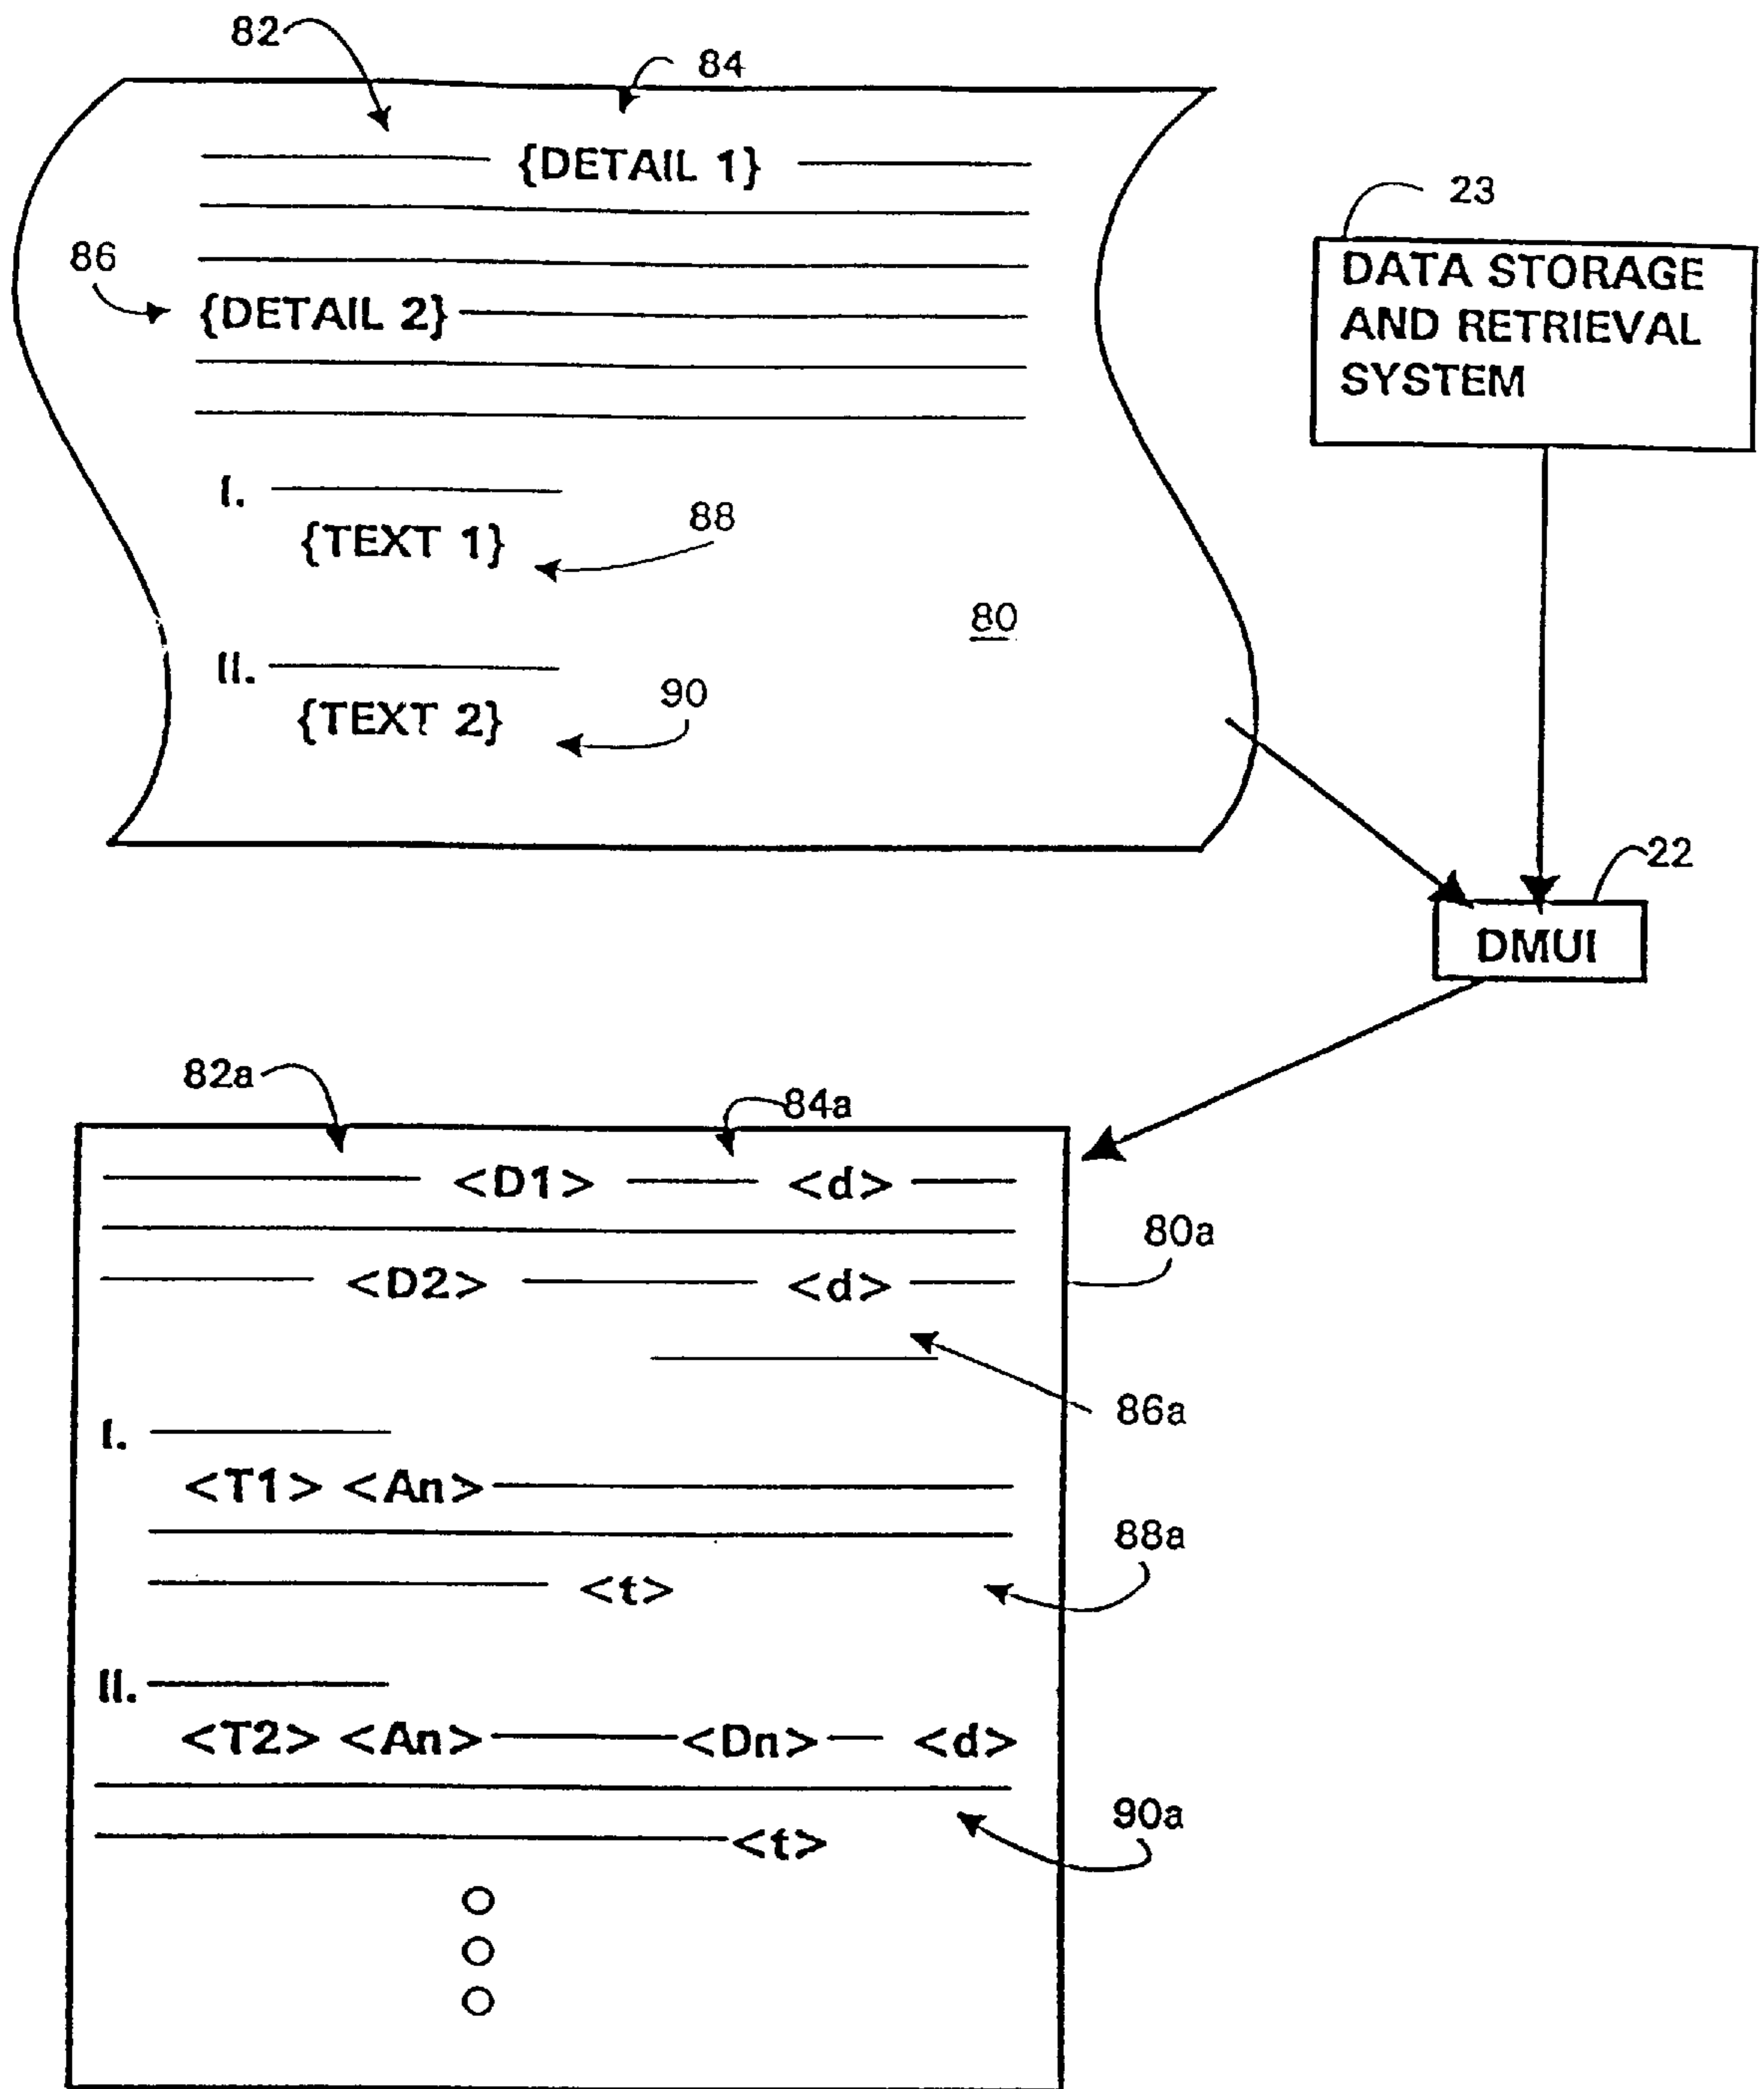 82
84
{DETAIL 1}
86
{DETAIL 2}
I.
{TEXT 1}
88
80
II.
{TEXT 2}
90
23
DATA STORAGE
AND RETRIEVAL
SYSTEM
22
DMUI
82a
84a
<D1> <d>
80a
<D2> <d>
86a
I.
<T1> <An>
88a
<t>
II.
<T2> <An> <Dn> <d>
90a
<t>